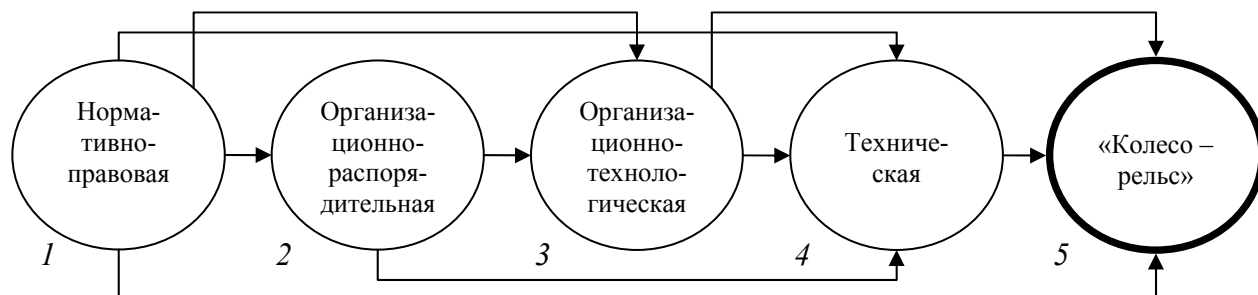 Норма-
тивно-
правовая
1
Организа-
ционно-
распоря-
дительная
2
Организа-
ционно-
техноло-
гическая
3
Техниче-
ская
4
«Колесо –
рельс»
5